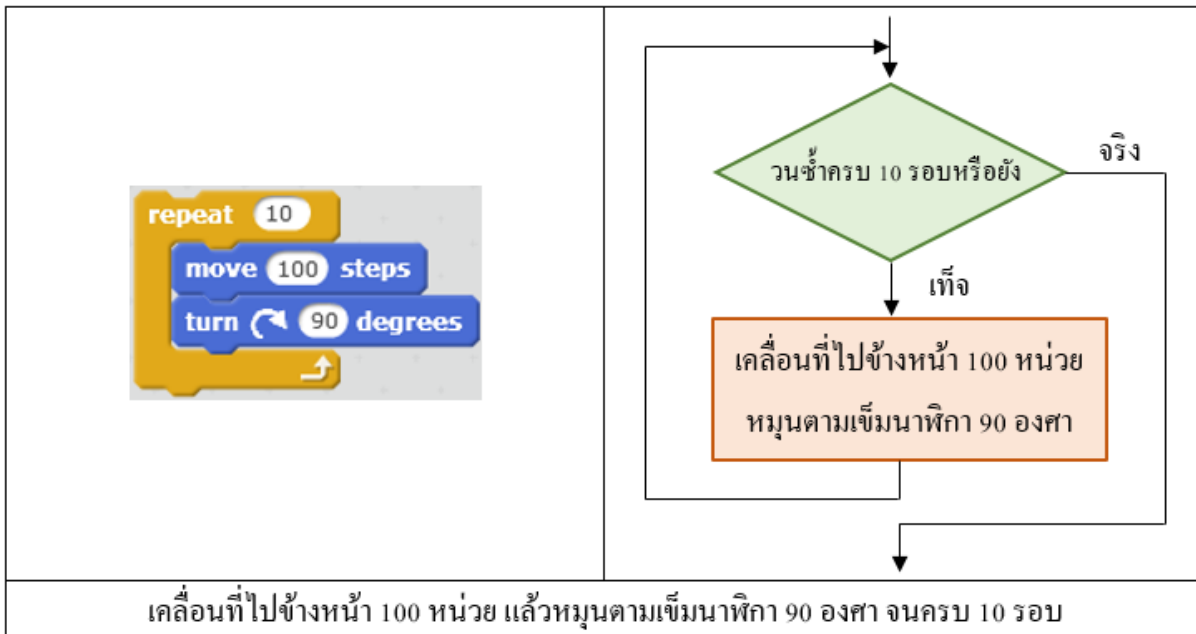 repeat 10
move 100 steps
turn 90 degrees
วนซ้ำครบ 10 รอบหรือยัง
จริง
เท็จ
เคลื่อนที่ไปข้างหน้า 100 หน่วย
หมุนตามเข็มนาฬิกา 90 องศา
เคลื่อนที่ไปข้างหน้า 100 หน่วย แล้วหมุนตามเข็มนาฬิกา 90 องศา จนครบ 10 รอบ